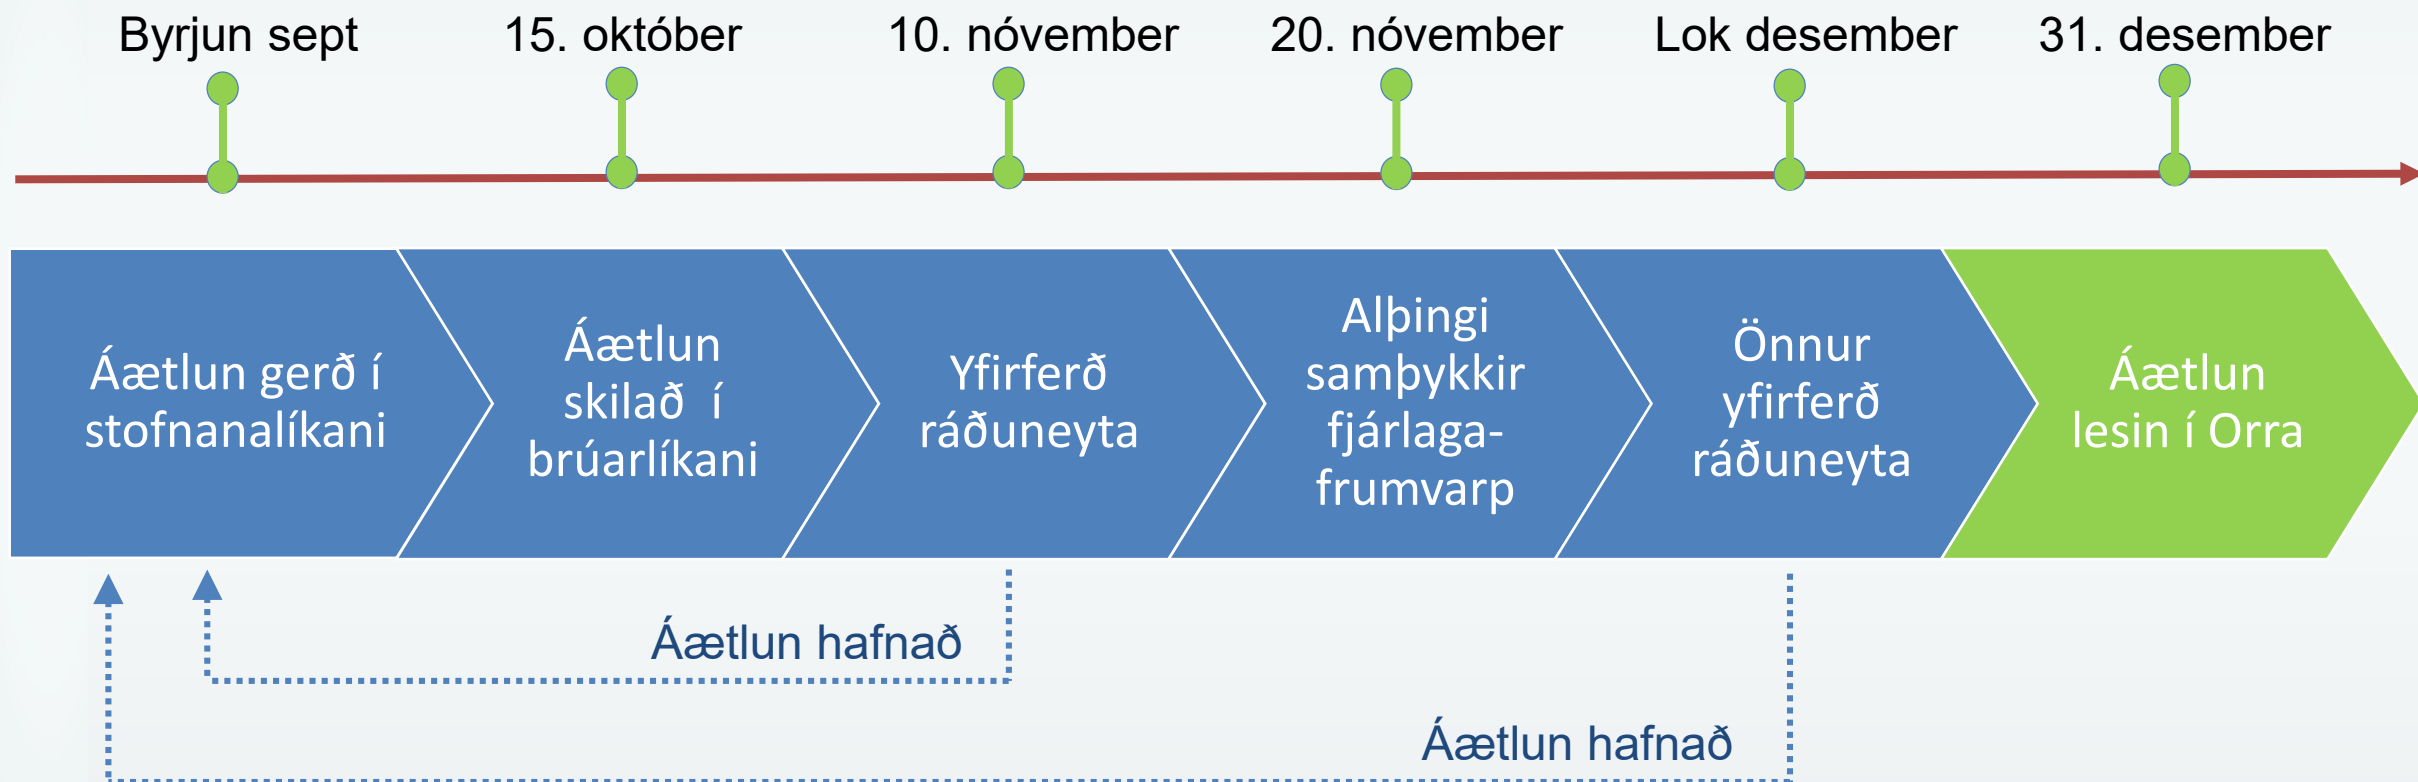 Byrjun sept
15. október
10. nóvember
20. nóvember
Lok desember
31. desember
Áætlun gerð í
stofnanalíkani
Áætlun
skilað í
brúarlíkani
Yfirferð
ráðuneyta
Alþingi
samþykkir
fjárlaga-
frumvarp
Önnur
yfirferð
ráðuneyta
Áætlun
lesin í Orra
Áætlun hafnað
Áætlun hafnað